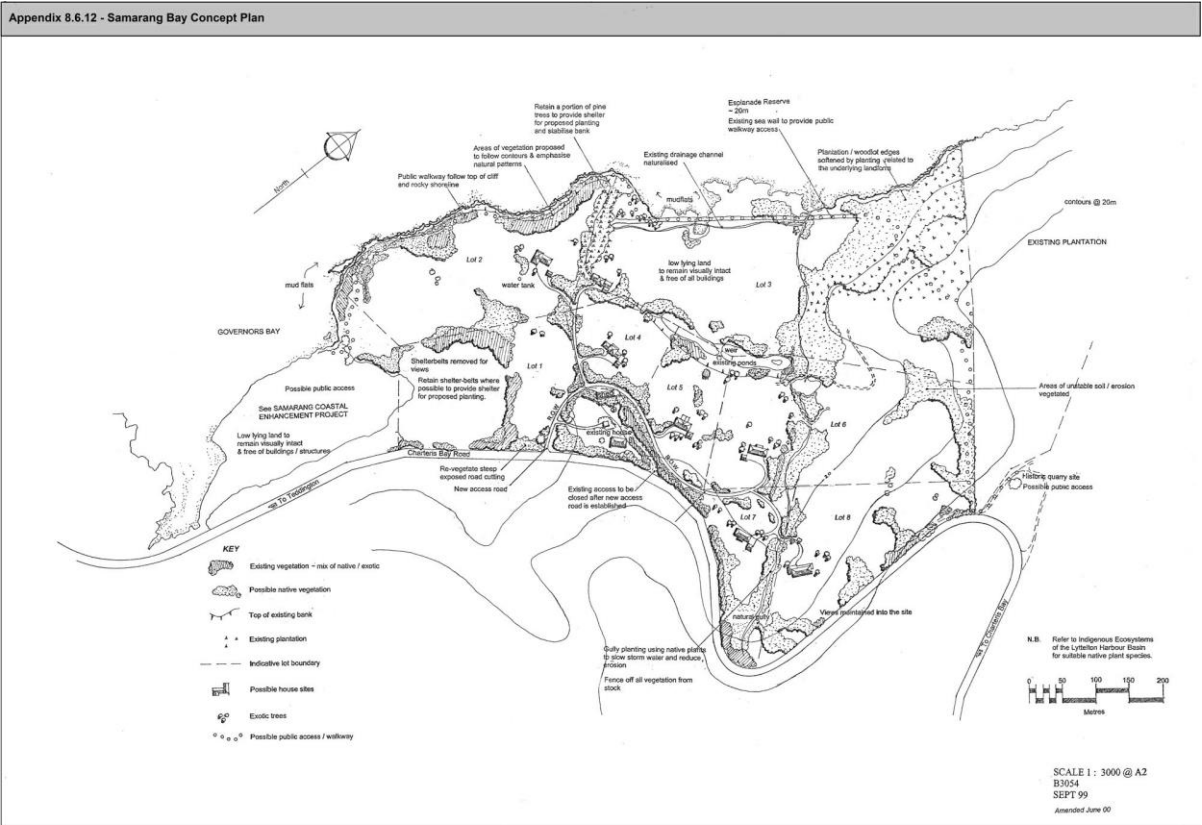 Appendix 8.6.12 - Samarang Bay Concept Plan
Retain a portion of pine
trees to provide shelter
for proposed planting
and stabilise bank
Esplanade Reserve
~ 20m
Existing sea wall to provide public
walkway access
Areas of vegetation proposed
to follow contours & emphasise
natural patterns
Existing drainage channel
naturalised
Plantation / woodlot edges
softened by planting related to
the underlying landform
Public walkway follow top of cliff
and rocky shoreline
North
mudflats
contours @ 20m
EXISTING PLANTATION
Lot 2
water tank
low lying land
to remain visually intact
& free of all buildings
Lot 3
mud flats
GOVERNORS BAY
Lot 4
weir
existing ponds
Shelterbelts removed for
views
Lot 1
Retain shelter-belts where
possible to provide shelter
for proposed planting.
Lot 5
Possible public access
Areas of unstable soil / erosion
vegetated
See SAMARANG COASTAL
ENHANCEMENT PROJECT
Lot 6
Low lying land to
remain visually intact
& free of buildings / structures
existing house
R.O.W
R.O.W
Charteris Bay Road
Re-vegetate steep
exposed road cutting
New access road
Existing access to be
closed after new access
road is established
Historic quarry site
Possible public access
To Teddington
Lot 7
Lot 8
KEY
Existing vegetation ~ mix of native / exotic
Possible native vegetation
Top of existing bank
Existing plantation
Indicative lot boundary
Possible house sites
Exotic trees
Possible public access / walkway
natural gully
Views maintained into the site
Gully planting using native plants
to slow storm water and reduce
erosion
Fence off all vegetation from
stock
To Charteris Bay
N.B. Refer to Indigenous Ecosystems
of the Lyttelton Harbour Basin
for suitable native plant species.
0 50 100 150 200
Metres
SCALE 1 : 3000 @ A2
B3054
SEPT 99
Amended June 00